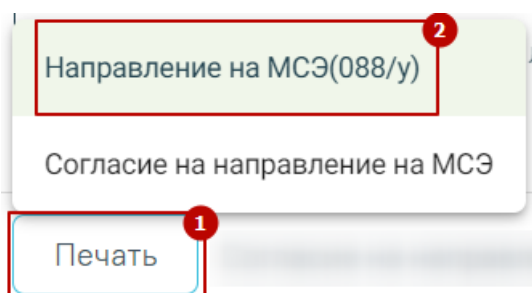 2
Направление на МСЭ(088/у)
Согласие на направление на МСЭ
1
Печать